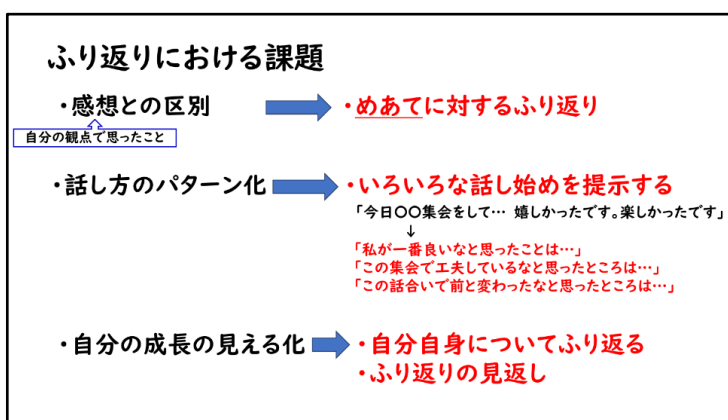 ふり返りにおける課題
・感想との区別
・めあてに対するふり返り
自分の観点で思ったこと
・話し方のパターン化
・いろいろな話し始めを提示する
「今日〇〇集会をして… 嬉しかったです。楽しかったです」
↓
「私が一番良いなと思ったことは…」
「この集会で工夫しているなと思ったところは…」
「この話合いで前と変わったなと思ったところは…」
・自分の成長の見える化
・自分自身についてふり返る
・ふり返りの見返し